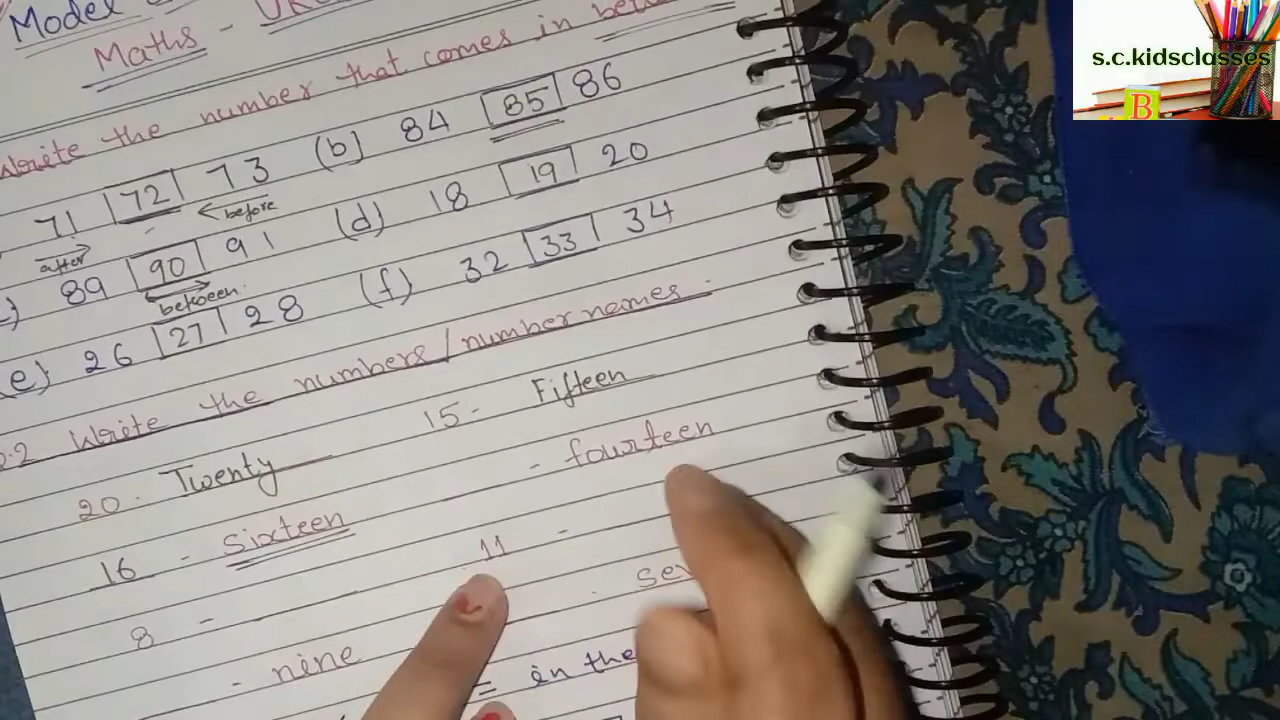 Model
Maths - UK
Write the number that comes in
71 72 73 (b) 84 85 86
after before
89 90 91 (d) 18 19 20
between
(e) 26 27 28 (f) 32 33 34
Q.2 Write the numbers/number names.
20. Twenty 15- Fifteen
16 - Sixteen - fourteen
8 - 11 -
- nine
= in the
s.c.kidsclasses
B